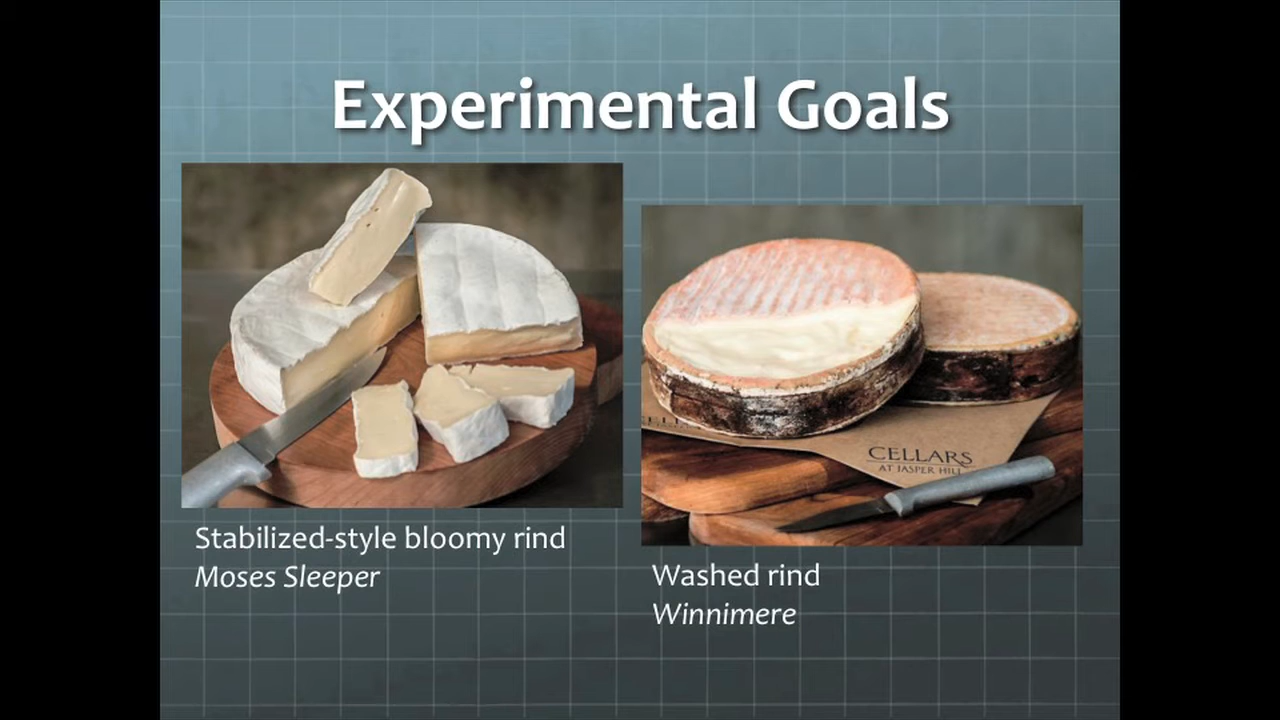 Experimental Goals
CELLARS
AT JASPER HILL
Stabilized-style bloomy rind
Moses Sleeper
Washed rind
Winnimere